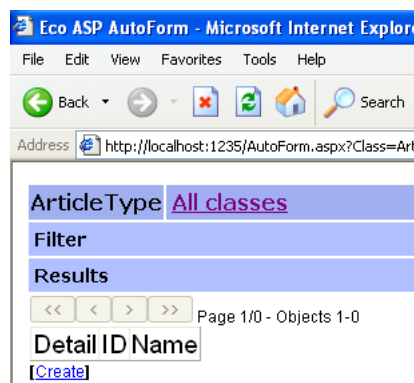 Eco ASP AutoForm - Microsoft Internet Explor
File Edit View Favorites Tools Help
Back Search
Address http://localhost:1235/AutoForm.aspx?Class=Art
ArticleType All classes
Filter
Results
<< < > >> Page 1/0 - Objects 1-0
Detail ID Name
[Create]